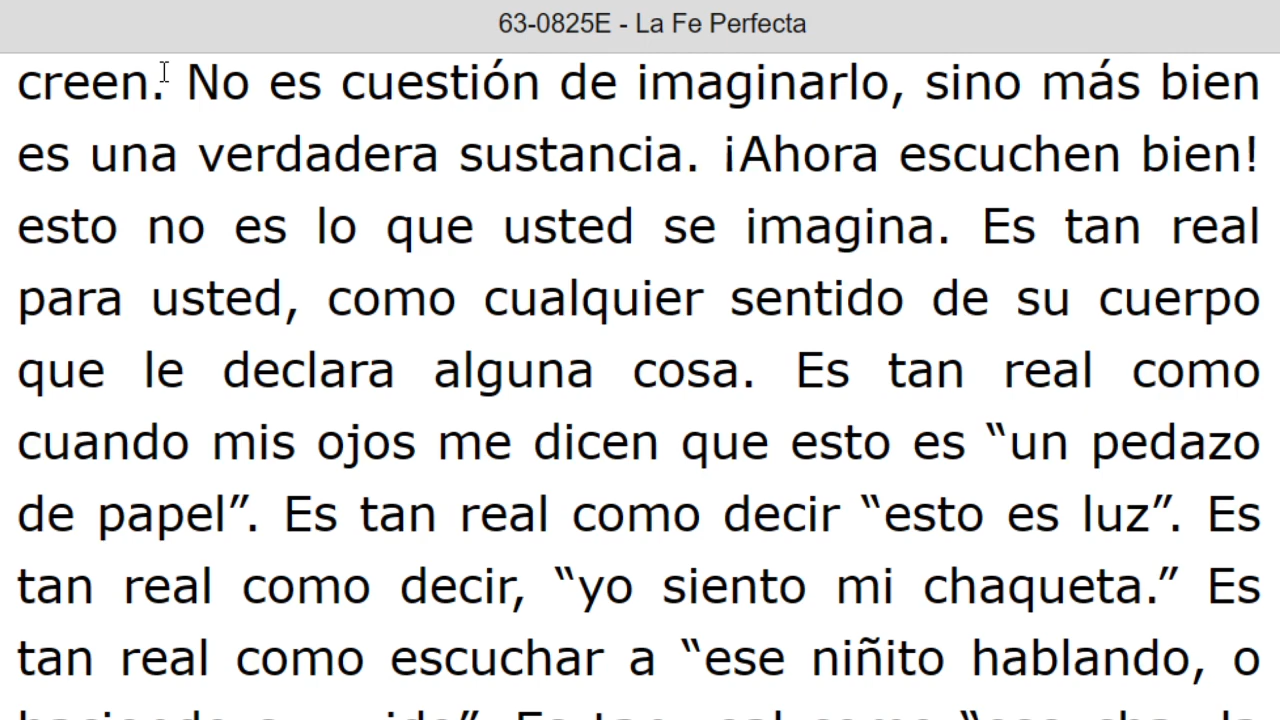 63-0825E - La Fe Perfecta
creen. No es cuestión de imaginarlo, sino más bien
es una verdadera sustancia. ¡Ahora escuchen bien!
esto no es lo que usted se imagina. Es tan real
para usted, como cualquier sentido de su cuerpo
que le declara alguna cosa. Es tan real como
cuando mis ojos me dicen que esto es “un pedazo
de papel”. Es tan real como decir “esto es luz”. Es
tan real como decir, “yo siento mi chaqueta.” Es
tan real como escuchar a “ese niñito hablando, o